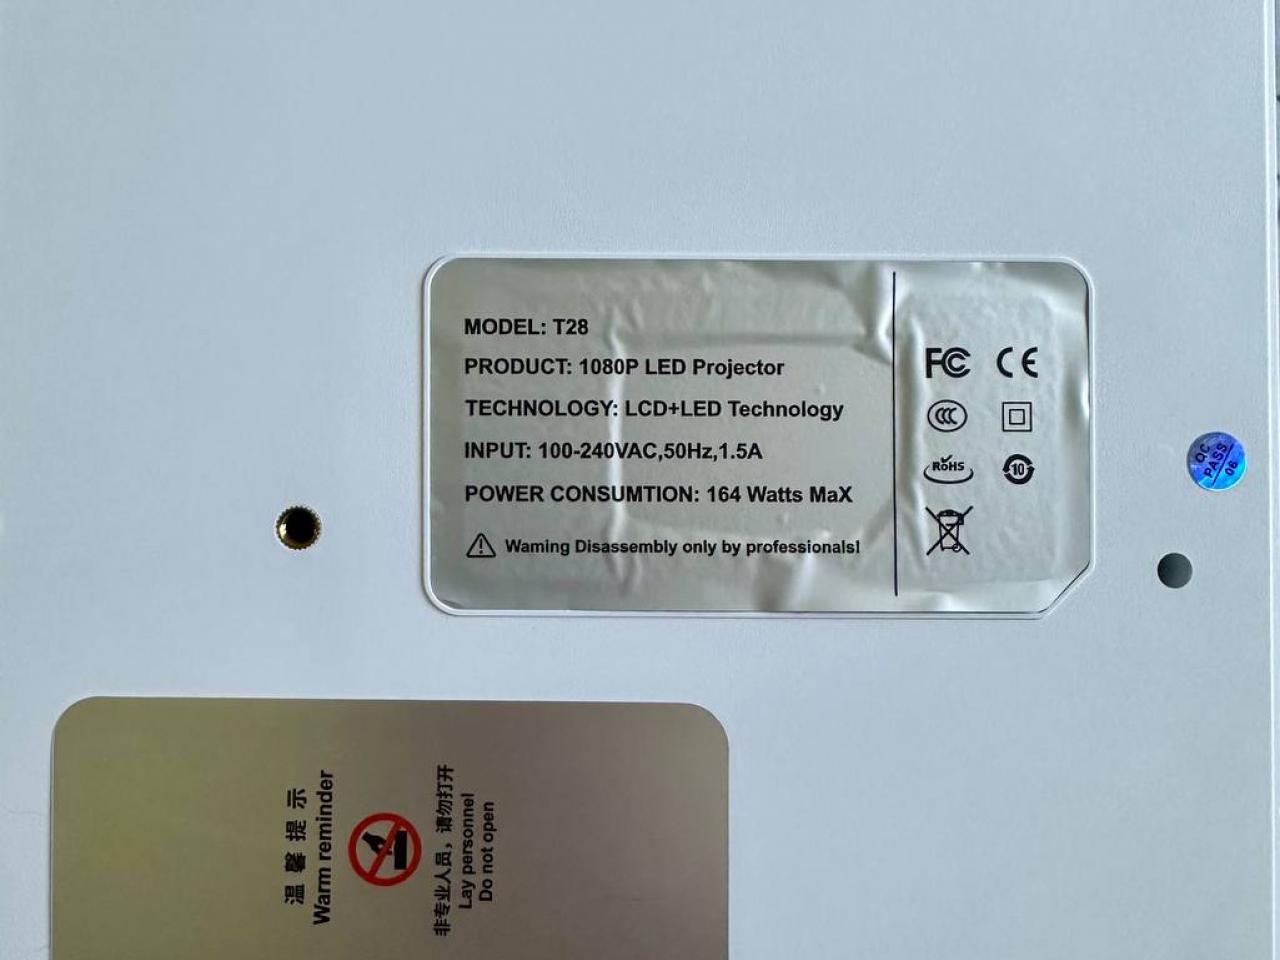 MODEL: T28
PRODUCT: 1080P LED Projector
TECHNOLOGY: LCD+LED Technology
INPUT: 100-240VAC,50Hz,1.5A
POWER CONSUMTION: 164 Watts MaX
Waming Disassembly only by professionals!
FC CE
CCC
RoHS 10
QC
PASS
06
温馨提示
Warm reminder
非专业人员，请勿打开
Lay personnel
Do not open